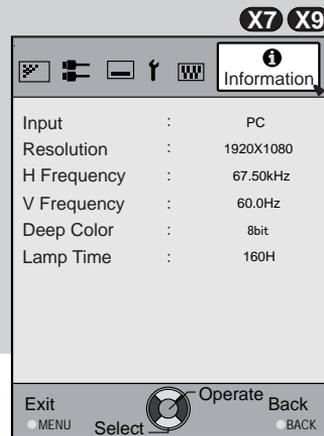 X7 X9
Information
Input : PC
Resolution : 1920X1080
H Frequency : 67.50kHz
V Frequency : 60.0Hz
Deep Color : 8bit
Lamp Time : 160H
Exit Operate Back
MENU Select BACK